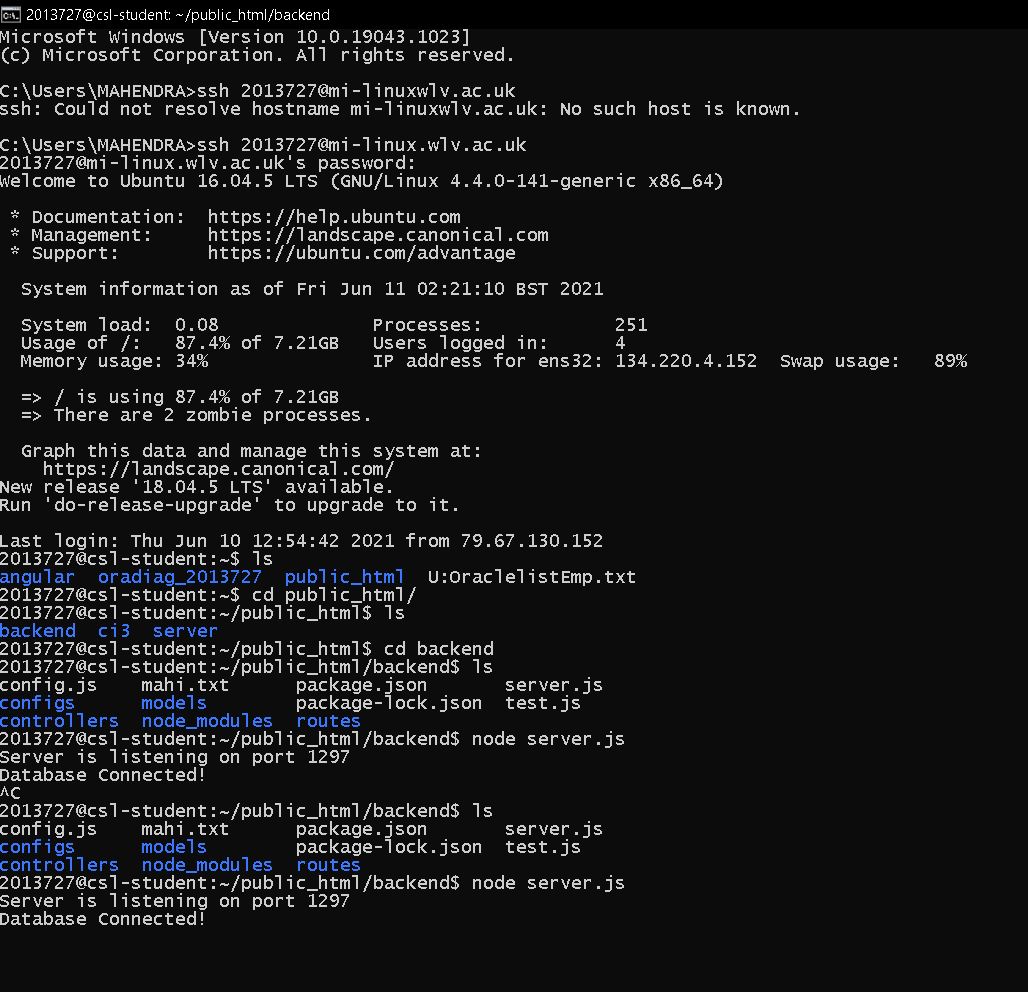 2013727@csl-student: ~/public_html/backend
Microsoft Windows [Version 10.0.19043.1023]
(c) Microsoft Corporation. All rights reserved.
C:\Users\MAHENDRA>ssh 2013727@mi-linuxwlv.ac.uk
ssh: Could not resolve hostname mi-linuxwlv.ac.uk: No such host is known.
C:\Users\MAHENDRA>ssh 2013727@mi-linux.wlv.ac.uk
2013727@mi-linux.wlv.ac.uk's password:
Welcome to Ubuntu 16.04.5 LTS (GNU/Linux 4.4.0-141-generic x86_64)
* Documentation:  https://help.ubuntu.com
* Management:     https://landscape.canonical.com
* Support:        https://ubuntu.com/advantage
System information as of Fri Jun 11 02:21:10 BST 2021
System load:  0.08               Processes:            251
Usage of /:   87.4% of 7.21GB   Users logged in:      4
Memory usage: 34%               IP address for ens32: 134.220.4.152  Swap usage:   89%
=> / is using 87.4% of 7.21GB
=> There are 2 zombie processes.
Graph this data and manage this system at:
https://landscape.canonical.com/
New release '18.04.5 LTS' available.
Run 'do-release-upgrade' to upgrade to it.
Last login: Thu Jun 10 12:54:42 2021 from 79.67.130.152
2013727@csl-student:~$ ls
angular  oradiag_2013727  public_html  U:OraclelistEmp.txt
2013727@csl-student:~$ cd public_html/
2013727@csl-student:~/public_html$ ls
backend  ci3  server
2013727@csl-student:~/public_html$ cd backend
2013727@csl-student:~/public_html/backend$ ls
config.js    mahi.txt      package.json       server.js
configs      models        package-lock.json  test.js
controllers  node_modules  routes
2013727@csl-student:~/public_html/backend$ node server.js
Server is listening on port 1297
Database Connected!
^C
2013727@csl-student:~/public_html/backend$ ls
config.js    mahi.txt      package.json       server.js
configs      models        package-lock.json  test.js
controllers  node_modules  routes
2013727@csl-student:~/public_html/backend$ node server.js
Server is listening on port 1297
Database Connected!